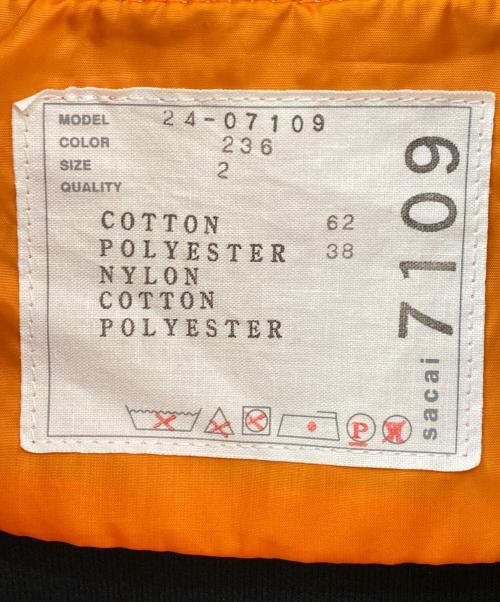 MODEL 24-07109
COLOR 236
SIZE 2
QUALITY
COTTON 62
POLYESTER 38
NYLON
COTTON
POLYESTER
P W
sacai 7109